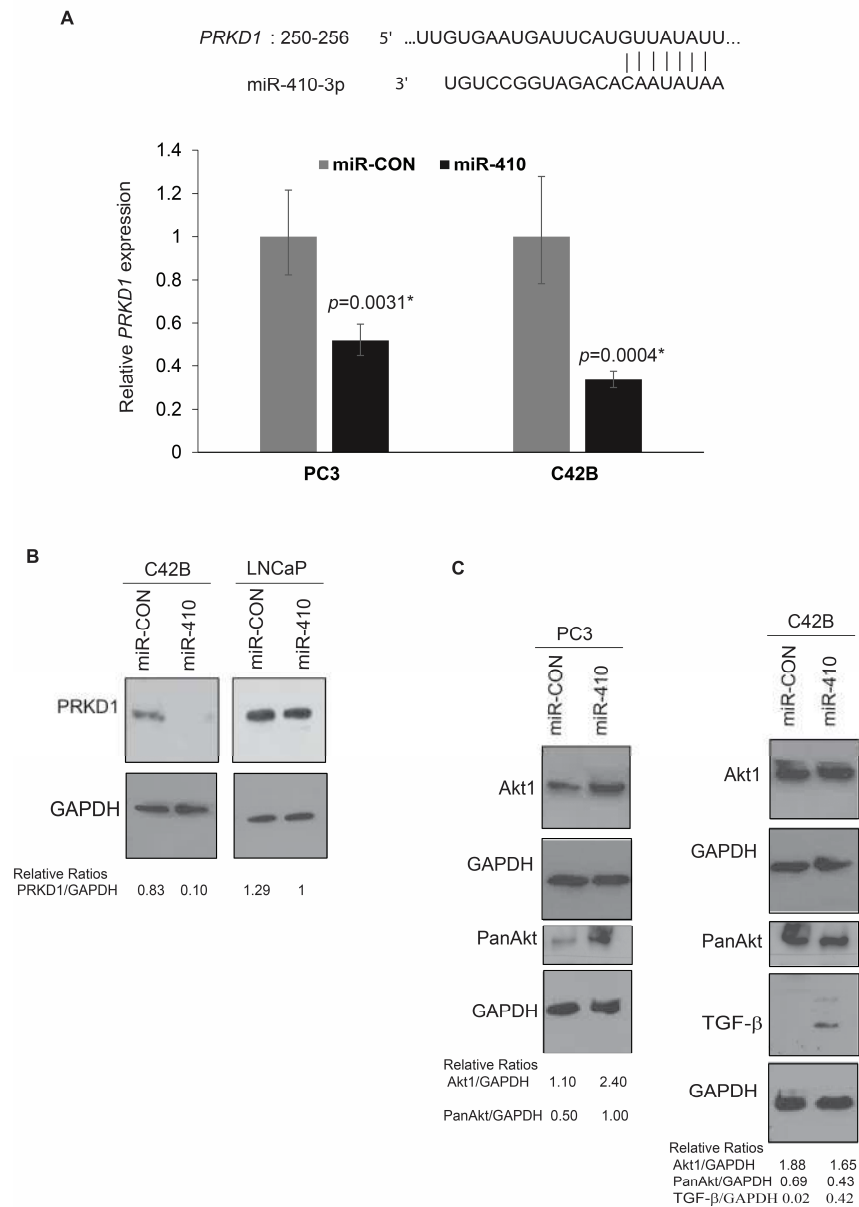 A
PRKD1 : 250-256 5' ...UUGUGAAUGAUUCAUGUUAUAUU...
miR-410-3p 3' UGUCCGGUAGACACAAUAUAA
miR-CON miR-410
Relative PRKD1 expression
1.4
1.2
1
0.8
0.6
0.4
0.2
0
p=0.0031*
p=0.0004*
PC3 C42B
B
C42B LNCaP
miR-CON miR-410 miR-CON miR-410
PRKD1
GAPDH
Relative Ratios
PRKD1/GAPDH 0.83 0.10 1.29 1
C
PC3
miR-CON miR-410
Akt1
GAPDH
PanAkt
GAPDH
Relative Ratios
Akt1/GAPDH 1.10 2.40
PanAkt/GAPDH 0.50 1.00
C42B
miR-CON miR-410
Akt1
GAPDH
PanAkt
TGF-β
GAPDH
Relative Ratios
Akt1/GAPDH 1.88 1.65
PanAkt/GAPDH 0.69 0.43
TGF-β/GAPDH 0.02 0.42